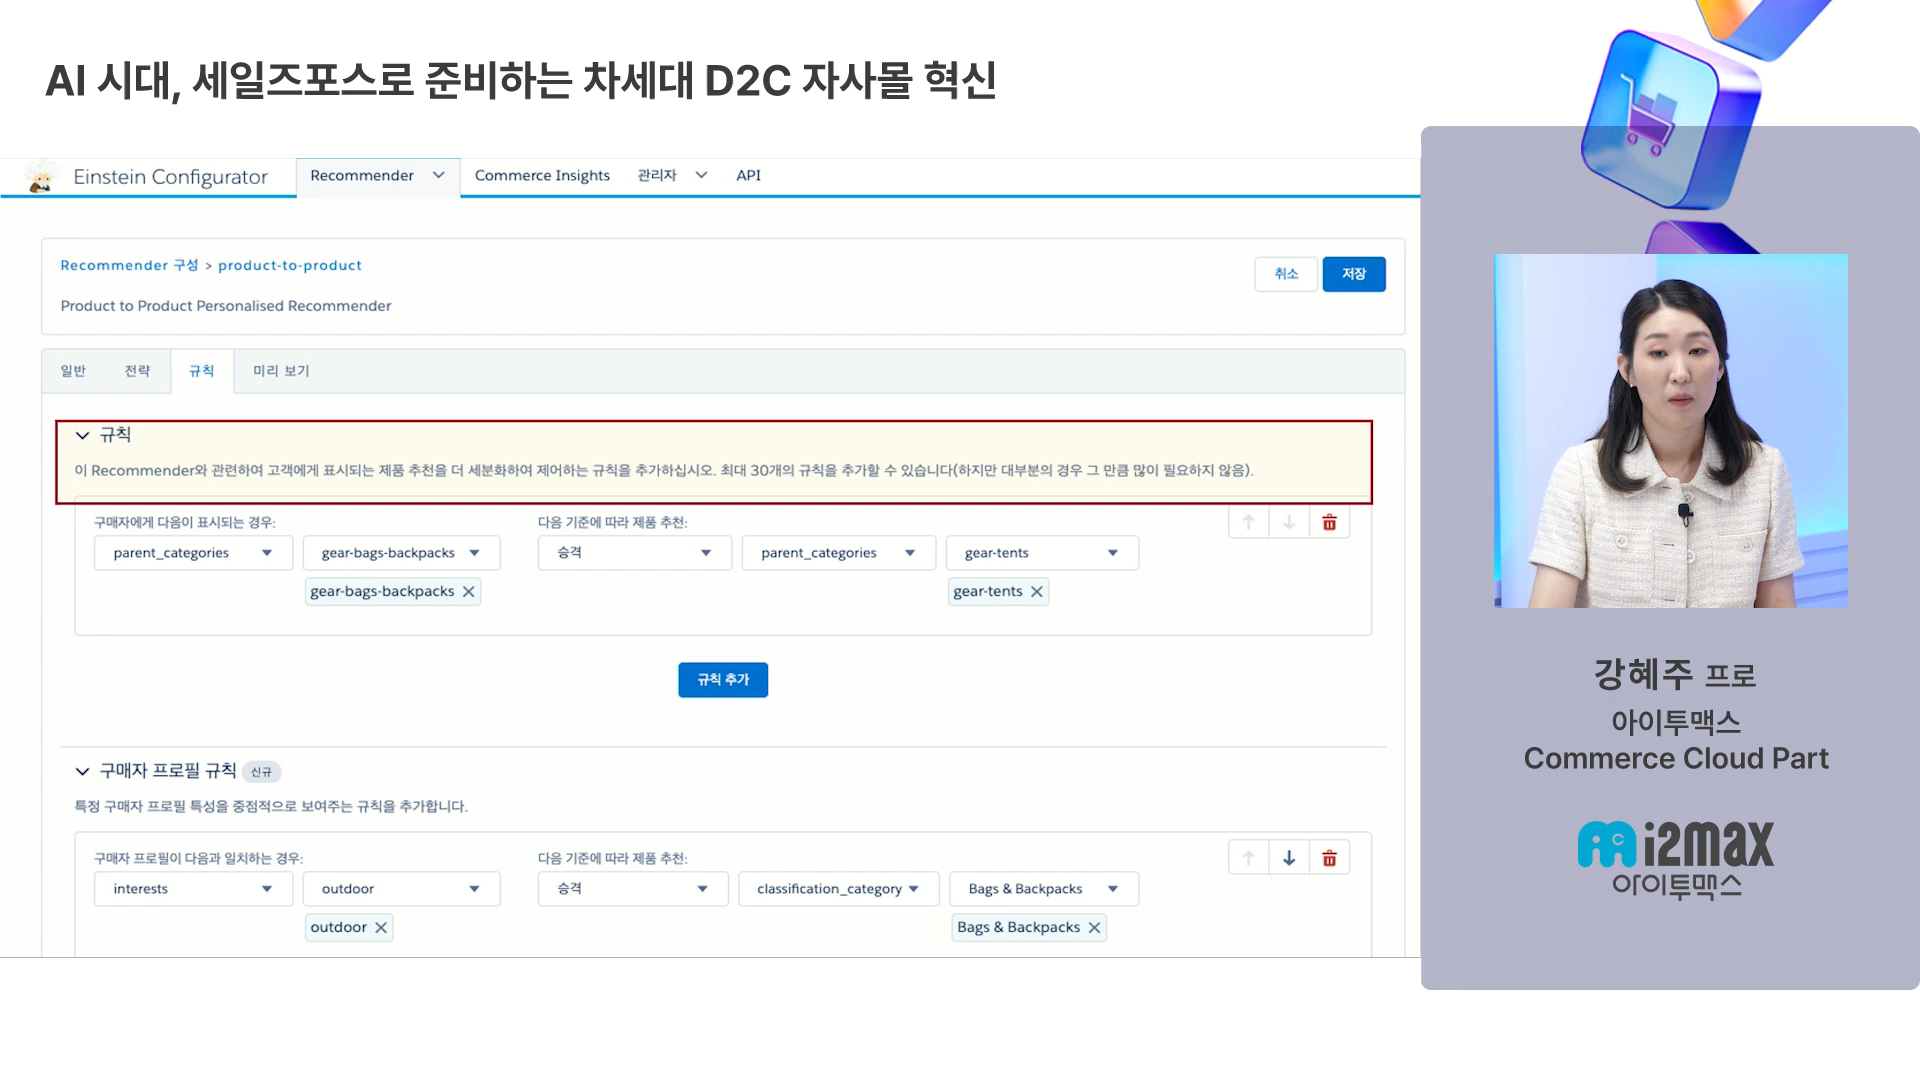 AI 시대, 세일즈포스로 준비하는 차세대 D2C 자사몰 혁신
Einstein Configurator
Recommender
Commerce Insights
관리자
API
Recommender 구성 > product-to-product
취소
저장
Product to Product Personalised Recommender
일반
전략
규칙
미리 보기
규칙
이 Recommender와 관련하여 고객에게 표시되는 제품 추천을 더 세분화하여 제어하는 규칙을 추가하십시오. 최대 30개의 규칙을 추가할 수 있습니다(하지만 대부분의 경우 그 만큼 많이 필요하지 않음).
구매자에게 다음이 표시되는 경우:
다음 기준에 따라 제품 추천:
parent_categories
gear-bags-backpacks
승격
parent_categories
gear-tents
gear-bags-backpacks
gear-tents
규칙 추가
구매자 프로필 규칙 신규
특정 구매자 프로필 특성을 중점적으로 보여주는 규칙을 추가합니다.
구매자 프로필이 다음과 일치하는 경우:
다음 기준에 따라 제품 추천:
interests
outdoor
승격
classification_category
Bags & Backpacks
outdoor
Bags & Backpacks
강혜주 프로
아이투맥스
Commerce Cloud Part
i2max
아이투맥스